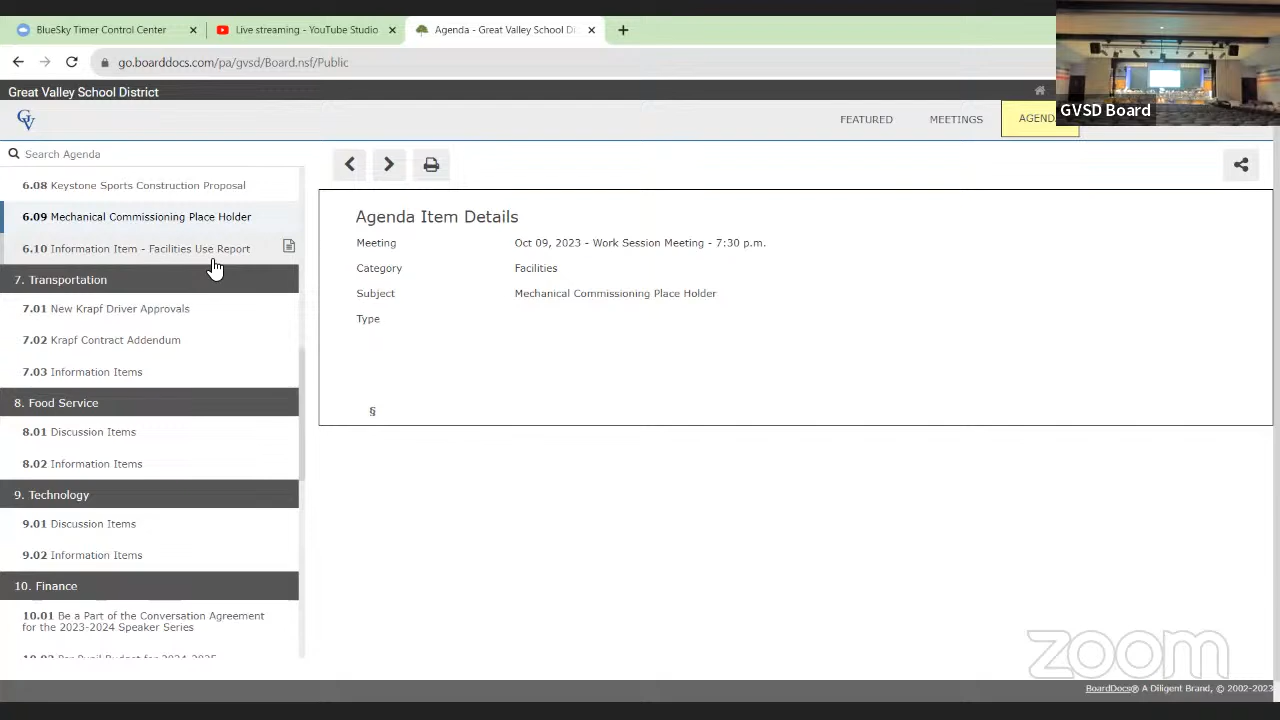 BlueSky Timer Control Center
Live streaming - YouTube Studio
Agenda - Great Valley School Di
go.boarddocs.com/pa/gvsd/Board.nsf/Public
Great Valley School District
GV
FEATURED
MEETINGS
AGENDA
GVSD Board
Search Agenda
6.08 Keystone Sports Construction Proposal
6.09 Mechanical Commissioning Place Holder
6.10 Information Item - Facilities Use Report
7. Transportation
7.01 New Krapf Driver Approvals
7.02 Krapf Contract Addendum
7.03 Information Items
8. Food Service
8.01 Discussion Items
8.02 Information Items
9. Technology
9.01 Discussion Items
9.02 Information Items
10. Finance
10.01 Be a Part of the Conversation Agreement
for the 2023-2024 Speaker Series
Agenda Item Details
Meeting Oct 09, 2023 - Work Session Meeting - 7:30 p.m.
Category Facilities
Subject Mechanical Commissioning Place Holder
Type
§
zoom
BoardDocs® A Diligent Brand, © 2002-2023